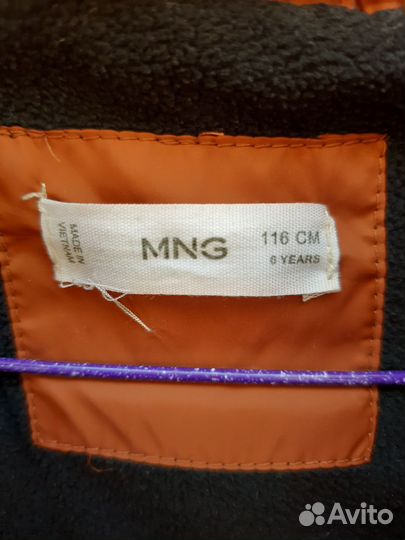 MADE IN
VIETNAM
MNG
116 CM
6 YEARS
Avito